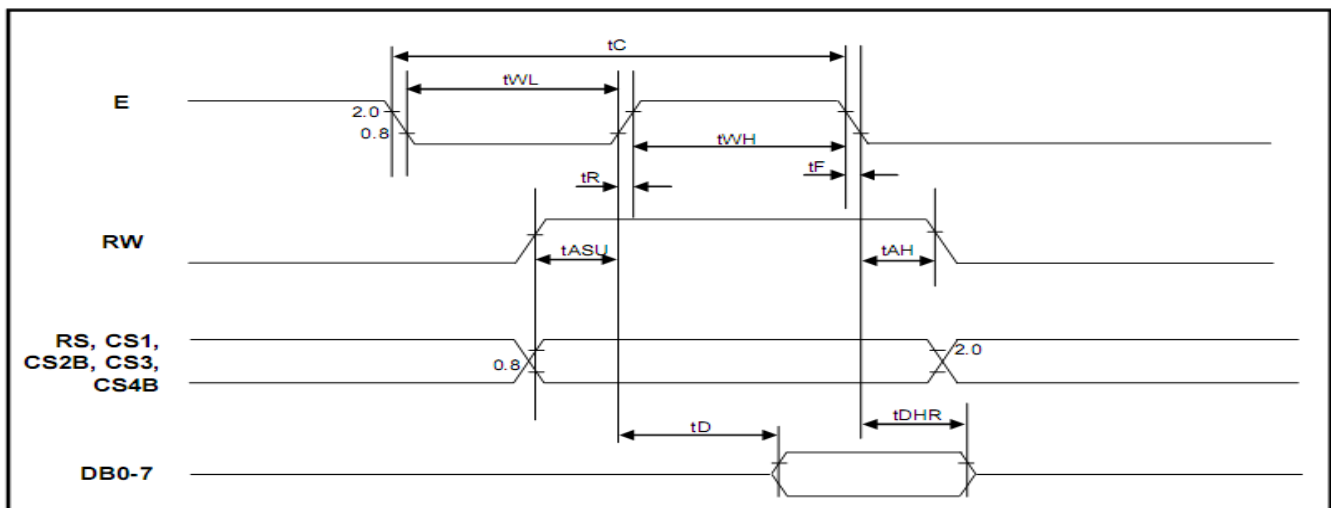 tC
tWL
E
2.0
0.8
tWH
tR
tF
RW
tASU
tAH
RS, CS1,
CS2B, CS3,
CS4B
0.8
2.0
tDHR
tD
DB0-7